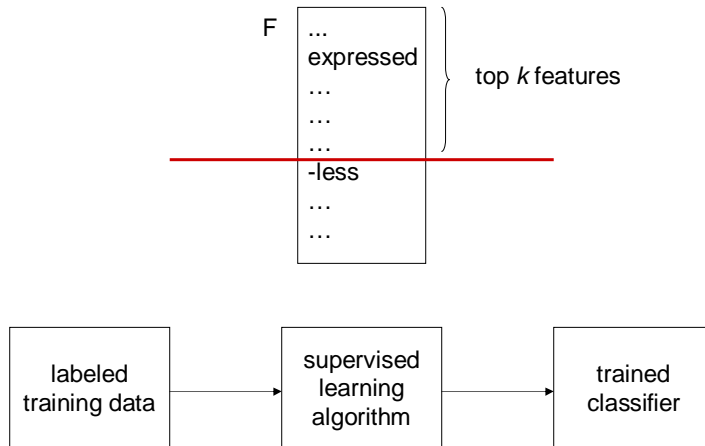 F
...
expressed
…
…
…
-less
…
…
top k features
labeled
training data
supervised
learning
algorithm
trained
classifier